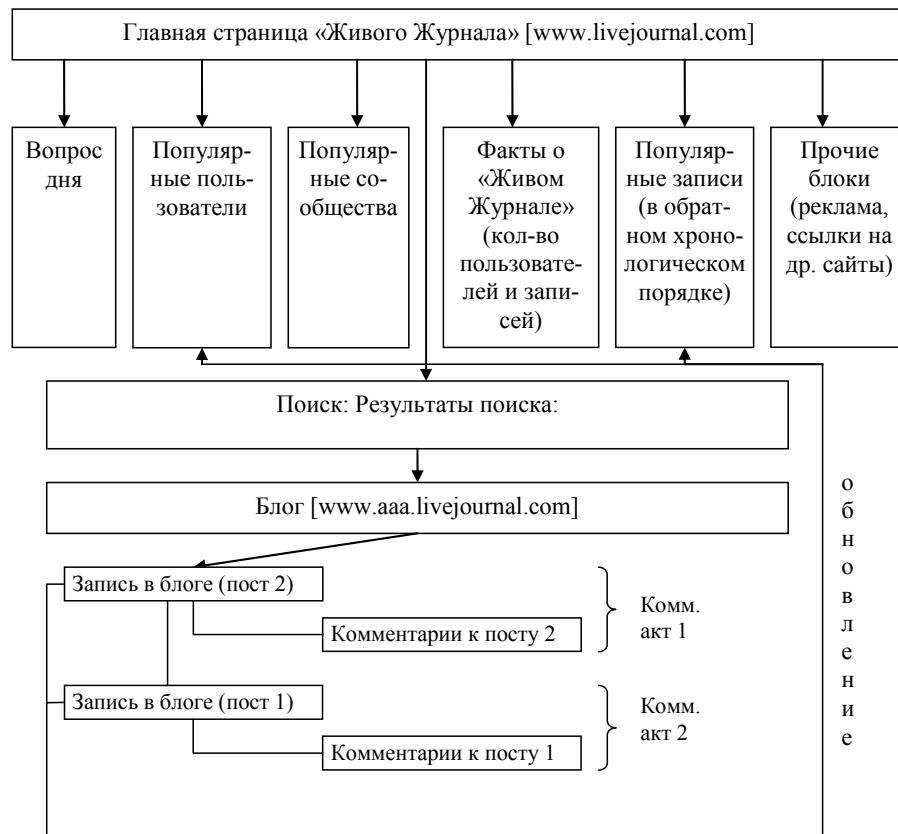 Главная страница «Живого Журнала» [www.livejournal.com]
Вопрос
дня
Популяр-
ные поль-
зователи
Популяр-
ные со-
общества
Факты о
«Живом
Журнале»
(кол-во
пользовате-
лей и запи-
сей)
Популяр-
ные записи
(в обрат-
ном хроно-
логическом
порядке)
Прочие
блоки
(реклама,
ссылки на
др. сайты)
Поиск: Результаты поиска:
Блог [www.aaa.livejournal.com]
Запись в блоге (пост 2)
Комментарии к посту 2
Комм.
акт 1
Запись в блоге (пост 1)
Комментарии к посту 1
Комм.
акт 2
о
б
н
о
в
л
е
н
и
е